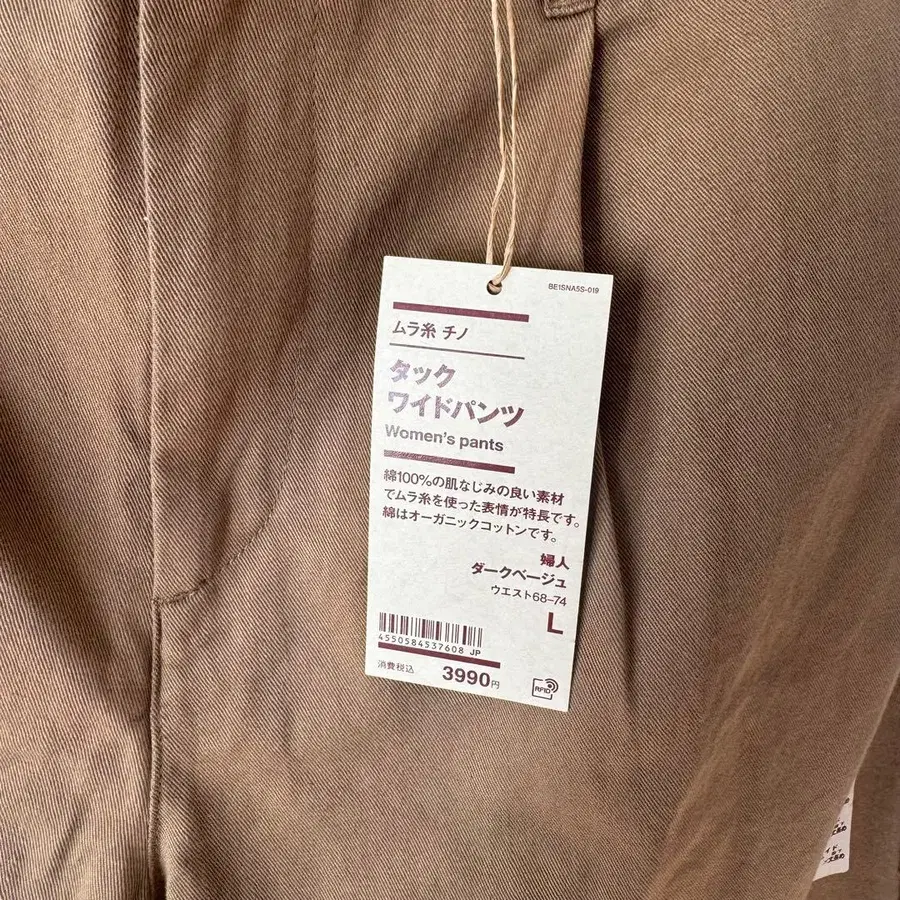 BE1SNA5S-019
ムラ糸 チノ
タック
ワイドパンツ
Women's pants
綿100%の肌なじみの良い素材
でムラ糸を使った表情が特長です。
綿はオーガニックコットンです。
婦人
ダークベージュ
ウエスト68–74
L
4550584537608 JP
消費税込 3990円
RFID